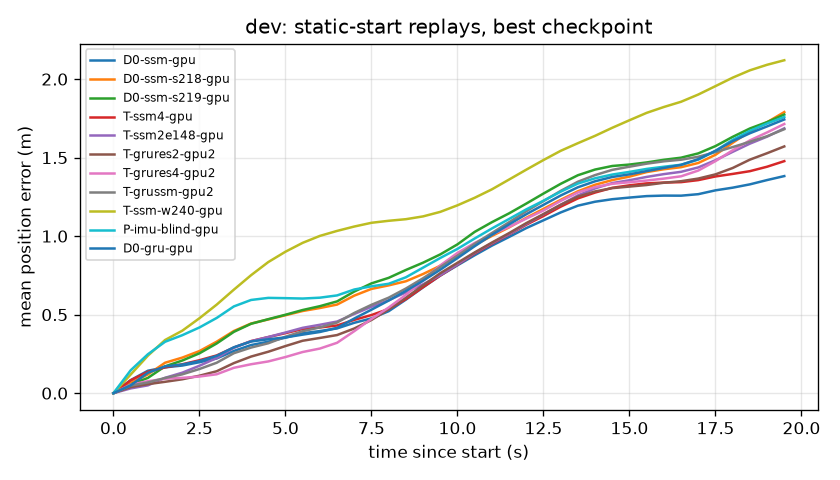 dev: static-start replays, best checkpoint
D0-ssm-gpu
D0-ssm-s218-gpu
D0-ssm-s219-gpu
T-ssm4-gpu
T-ssm2e148-gpu
T-grures2-gpu2
T-grures4-gpu2
T-grussm-gpu2
T-ssm-w240-gpu
P-imu-blind-gpu
D0-gru-gpu
mean position error (m)
2.0
1.5
1.0
0.5
0.0
0.0 2.5 5.0 7.5 10.0 12.5 15.0 17.5 20.0
time since start (s)